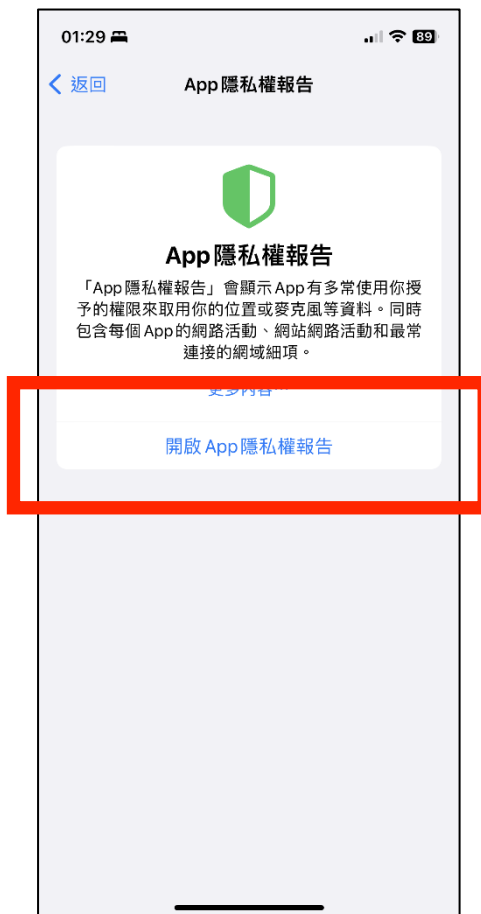 01:29
89
返回
App隱私權報告
App隱私權報告
「App隱私權報告」會顯示App有多常使用你授
予的權限來取用你的位置或麥克風等資料。同時
包含每個App的網路活動、網站網路活動和最常
連接的網域細項。
更多內容⋯
開啟App隱私權報告